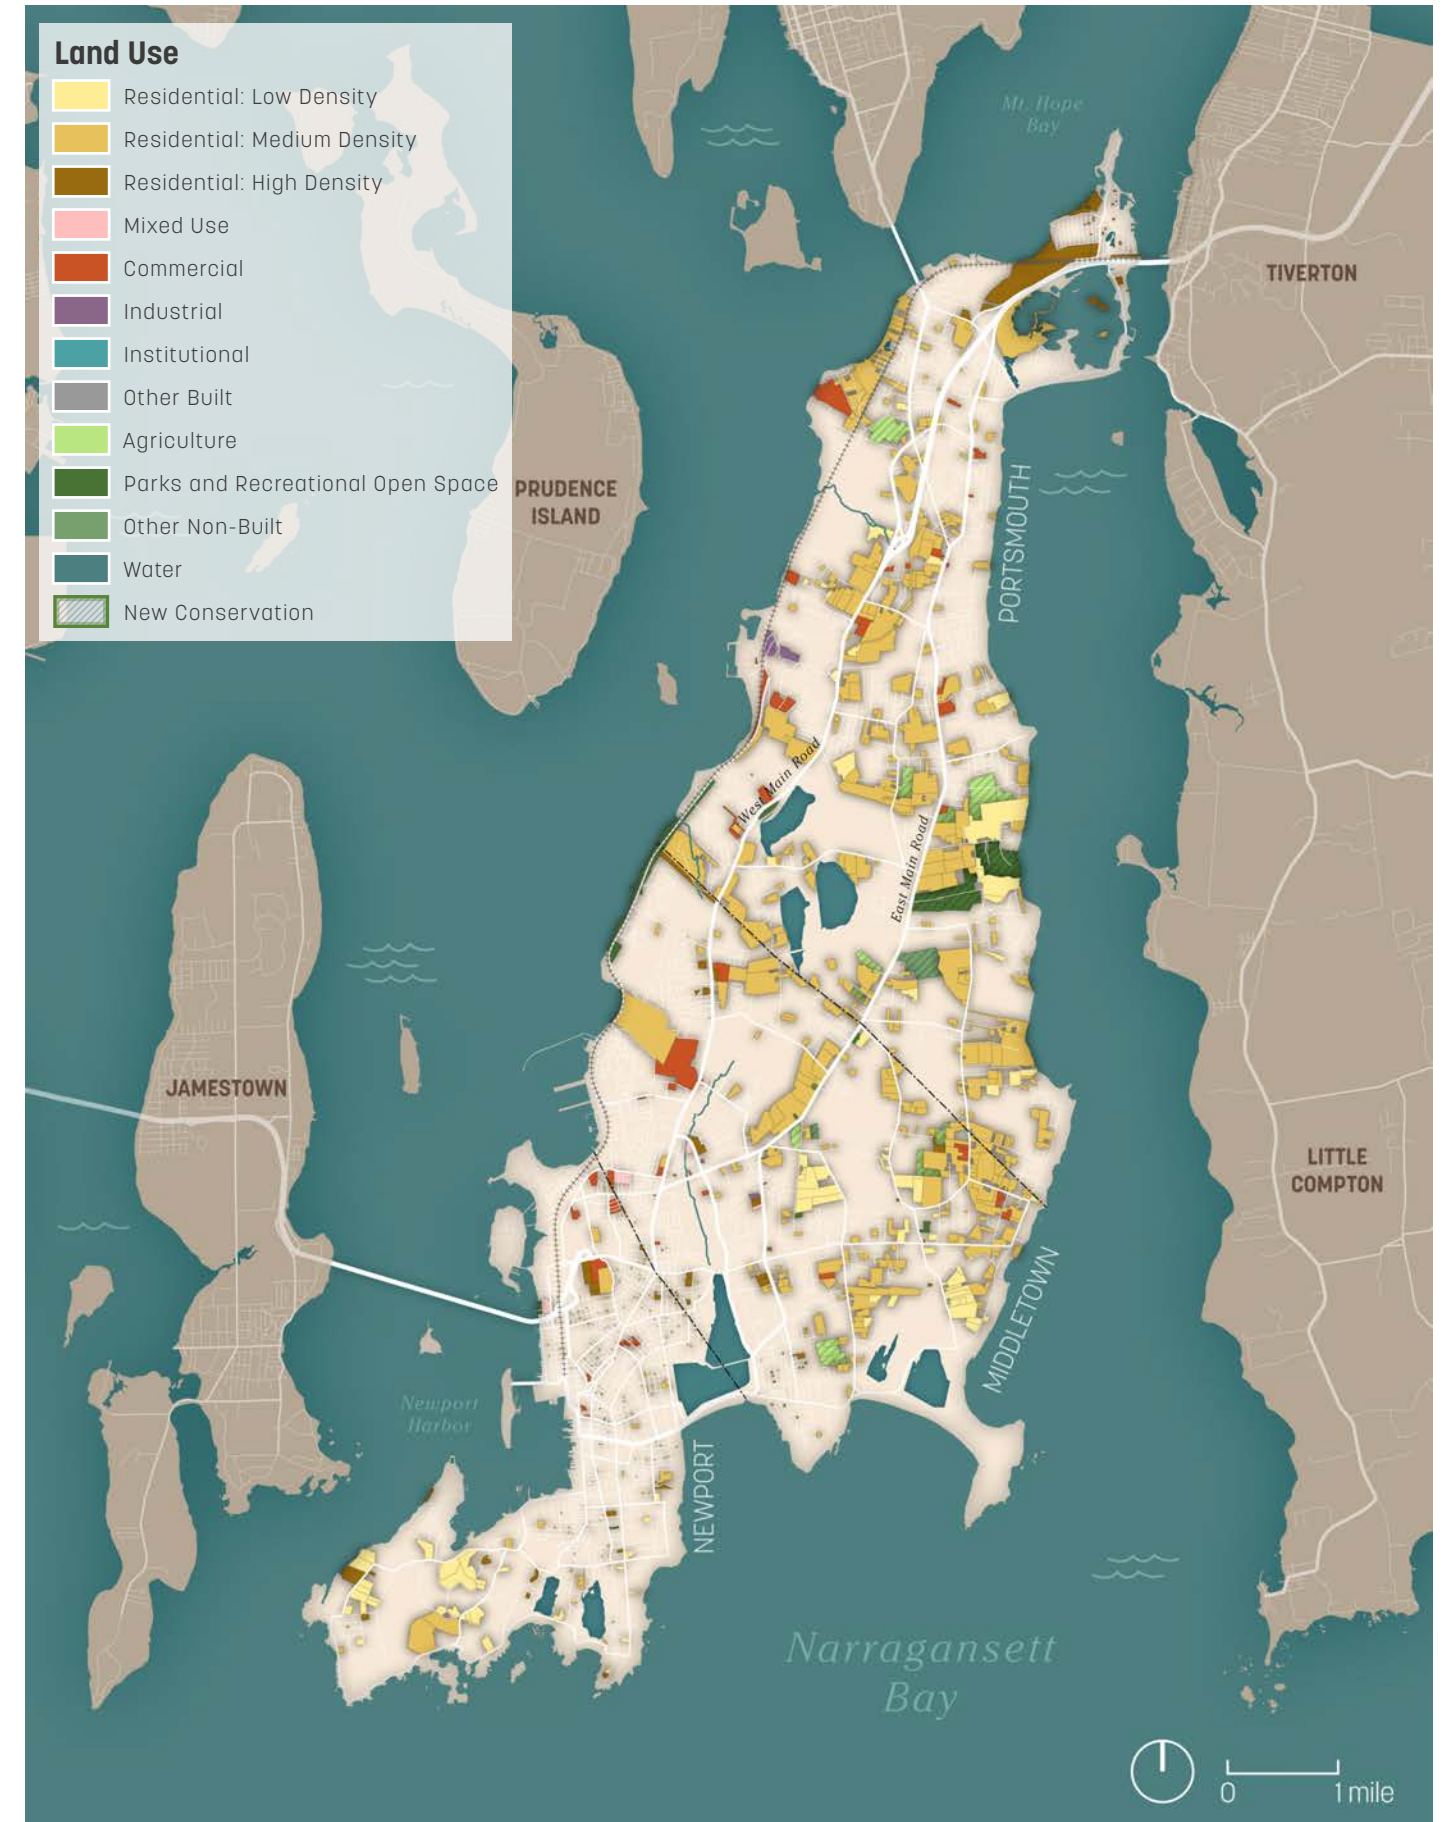 Land Use
Residential: Low Density
Residential: Medium Density
Residential: High Density
Mixed Use
Commercial
Industrial
Institutional
Other Built
Agriculture
Parks and Recreational Open Space
Other Non-Built
Water
New Conservation
Mt. Hope
Bay
TIVERTON
PRUDENCE
ISLAND
PORTSMOUTH
West Main Road
East Main Road
JAMESTOWN
LITTLE
COMPTON
MIDDLETOWN
Newport
Harbor
NEWPORT
Narragansett
Bay
0
1 mile